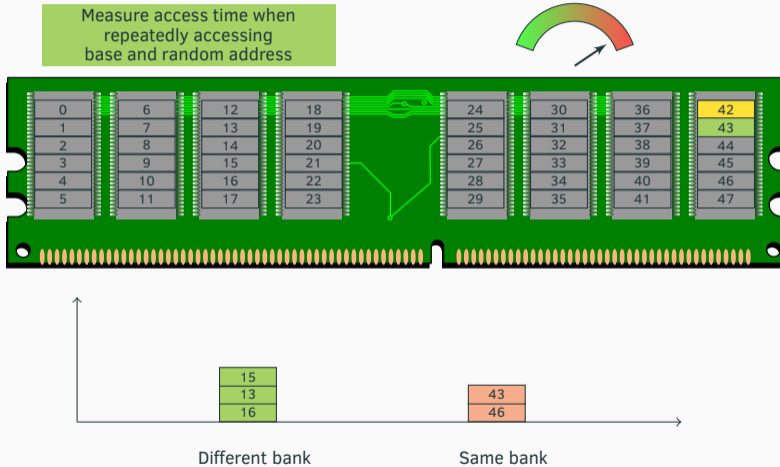 Measure access time when
repeatedly accessing
base and random address
0 6 12 18 24 30 36 42
1 7 13 19 25 31 37 43
2 8 14 20 26 32 38 44
3 9 15 21 27 33 39 45
4 10 16 22 28 34 40 46
5 11 17 23 29 35 41 47
15
13 43
16 46
Different bank Same bank